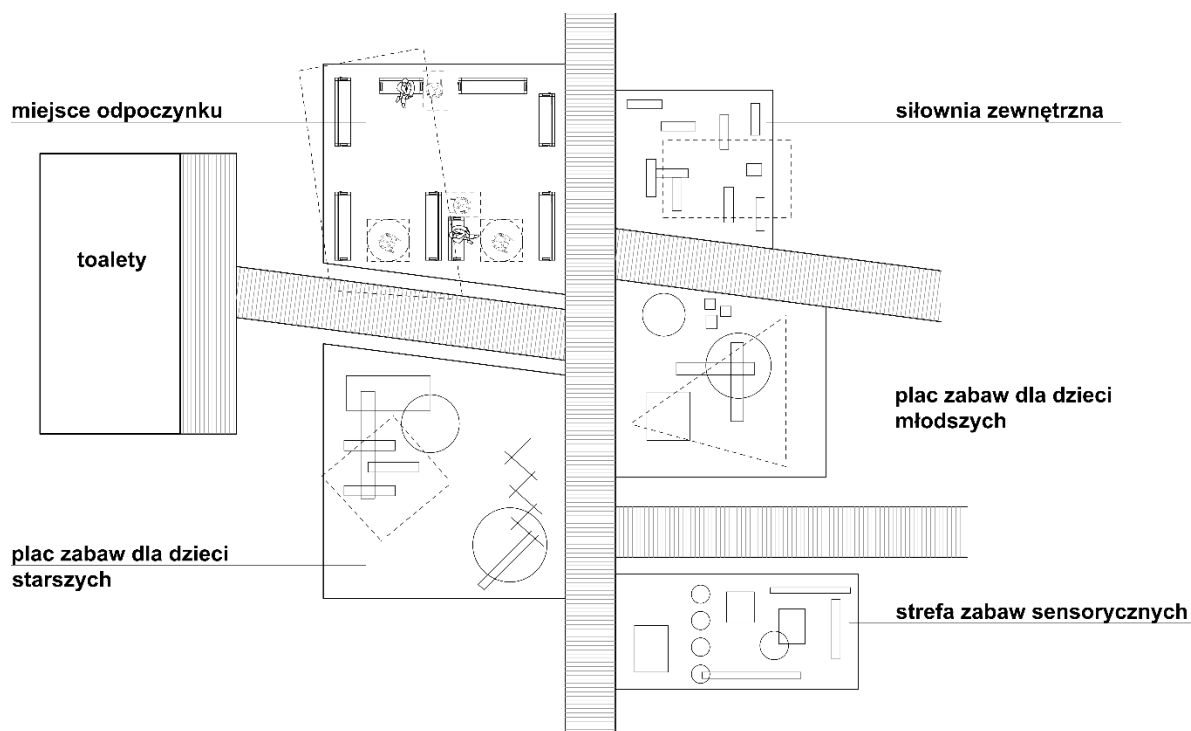 miejsce odpoczynku
siłownia zewnętrzna
toalety
plac zabaw dla dzieci
młodszych
plac zabaw dla dzieci
starszych
strefa zabaw sensorycznych